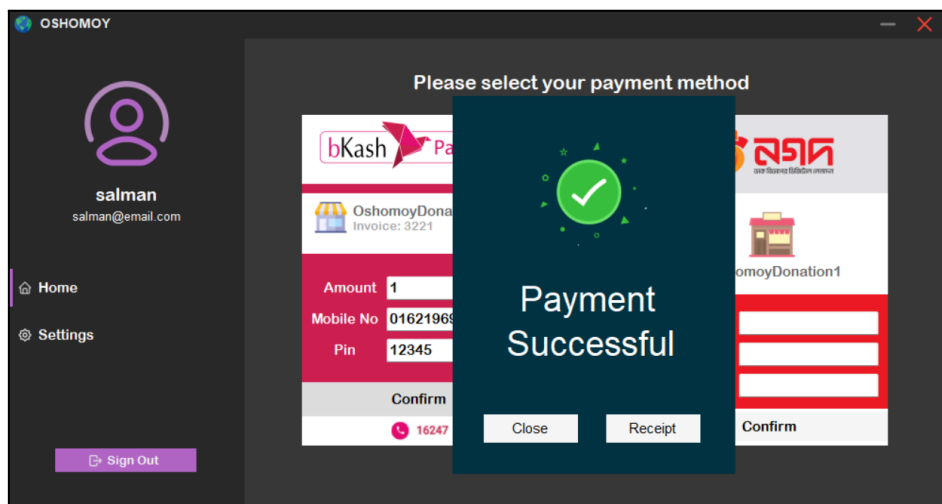 OSHOMOY
salman
salman@email.com
Home
Settings
Sign Out
Please select your payment method
bKash Pa
OshomoyDona
Invoice: 3221
Amount 1
Mobile No 01621969
Pin 12345
Confirm
16247
Payment
Successful
Close
Receipt
নগদ
omoyDonation1
Confirm